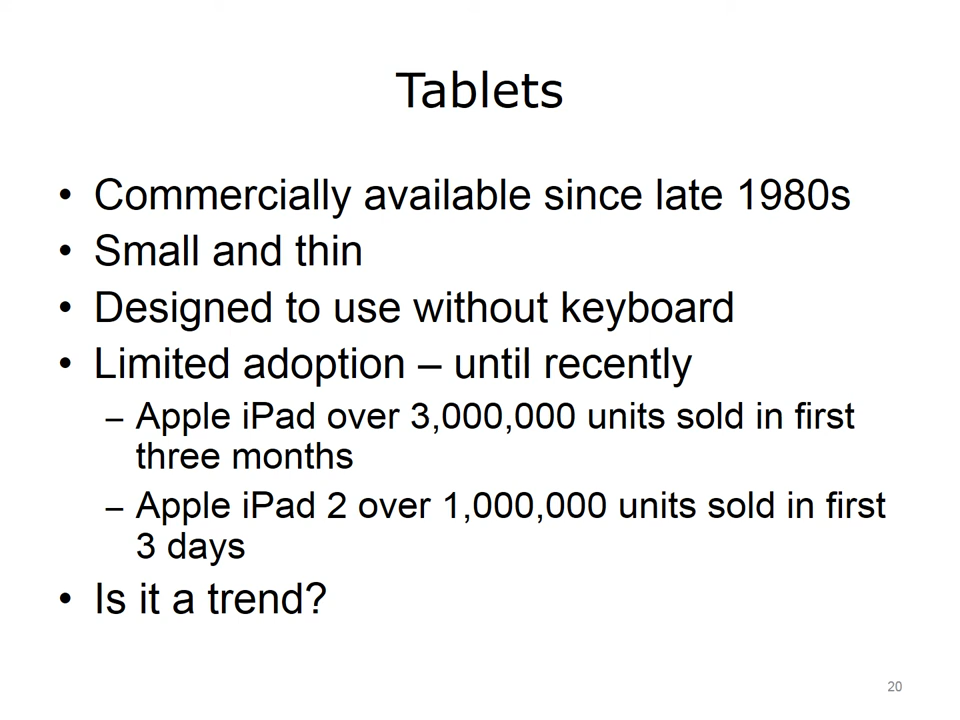 Tablets
• Commercially available since late 1980s
• Small and thin
• Designed to use without keyboard
• Limited adoption – until recently
– Apple iPad over 3,000,000 units sold in first
three months
– Apple iPad 2 over 1,000,000 units sold in first
3 days
• Is it a trend?
20